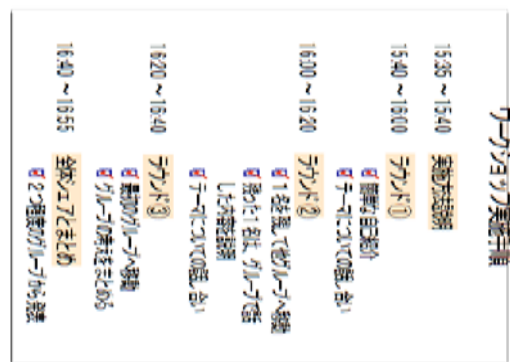 ワークショップ実施手順
15:35 ～ 15:40 実施方法説明
15:40 ～ 16:00 ラウンド①
簡単な自己紹介
テーマについての話し合い
16:00 ～ 16:20 ラウンド②
1名を残して他グループへ移動
残った1名は、グループで話
した内容を説明
テーマについての話し合い
16:20 ～ 16:40 ラウンド③
最初のグループへ移動
グループの考えをまとめる
16:40 ～ 16:55 全体シェアとまとめ
2つ程度のグループから発表